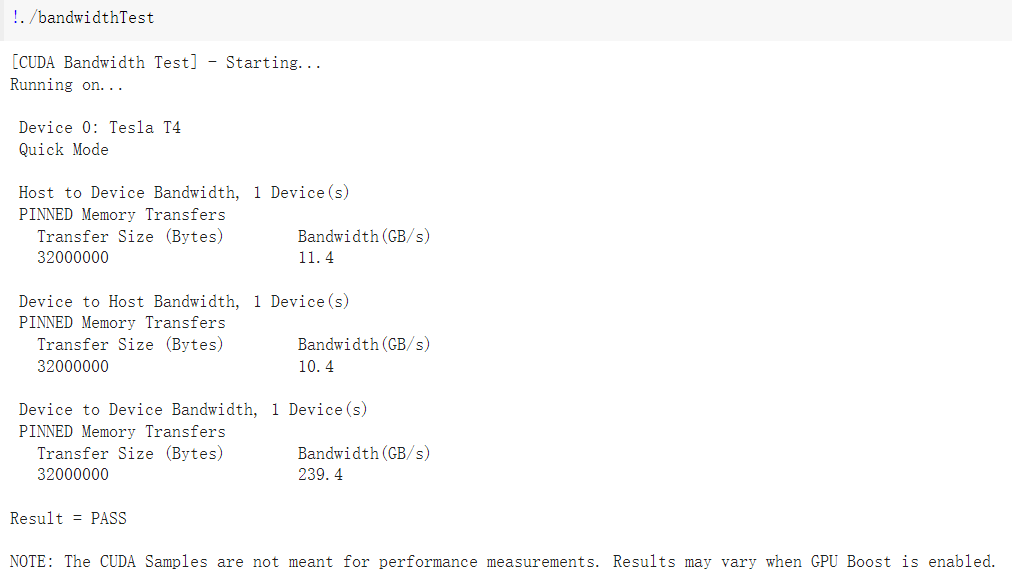 !./bandwidthTest
[CUDA Bandwidth Test] - Starting...
Running on...
Device 0: Tesla T4
Quick Mode
Host to Device Bandwidth, 1 Device(s)
PINNED Memory Transfers
Transfer Size (Bytes) Bandwidth(GB/s)
32000000 11.4
Device to Host Bandwidth, 1 Device(s)
PINNED Memory Transfers
Transfer Size (Bytes) Bandwidth(GB/s)
32000000 10.4
Device to Device Bandwidth, 1 Device(s)
PINNED Memory Transfers
Transfer Size (Bytes) Bandwidth(GB/s)
32000000 239.4
Result = PASS
NOTE: The CUDA Samples are not meant for performance measurements. Results may vary when GPU Boost is enabled.